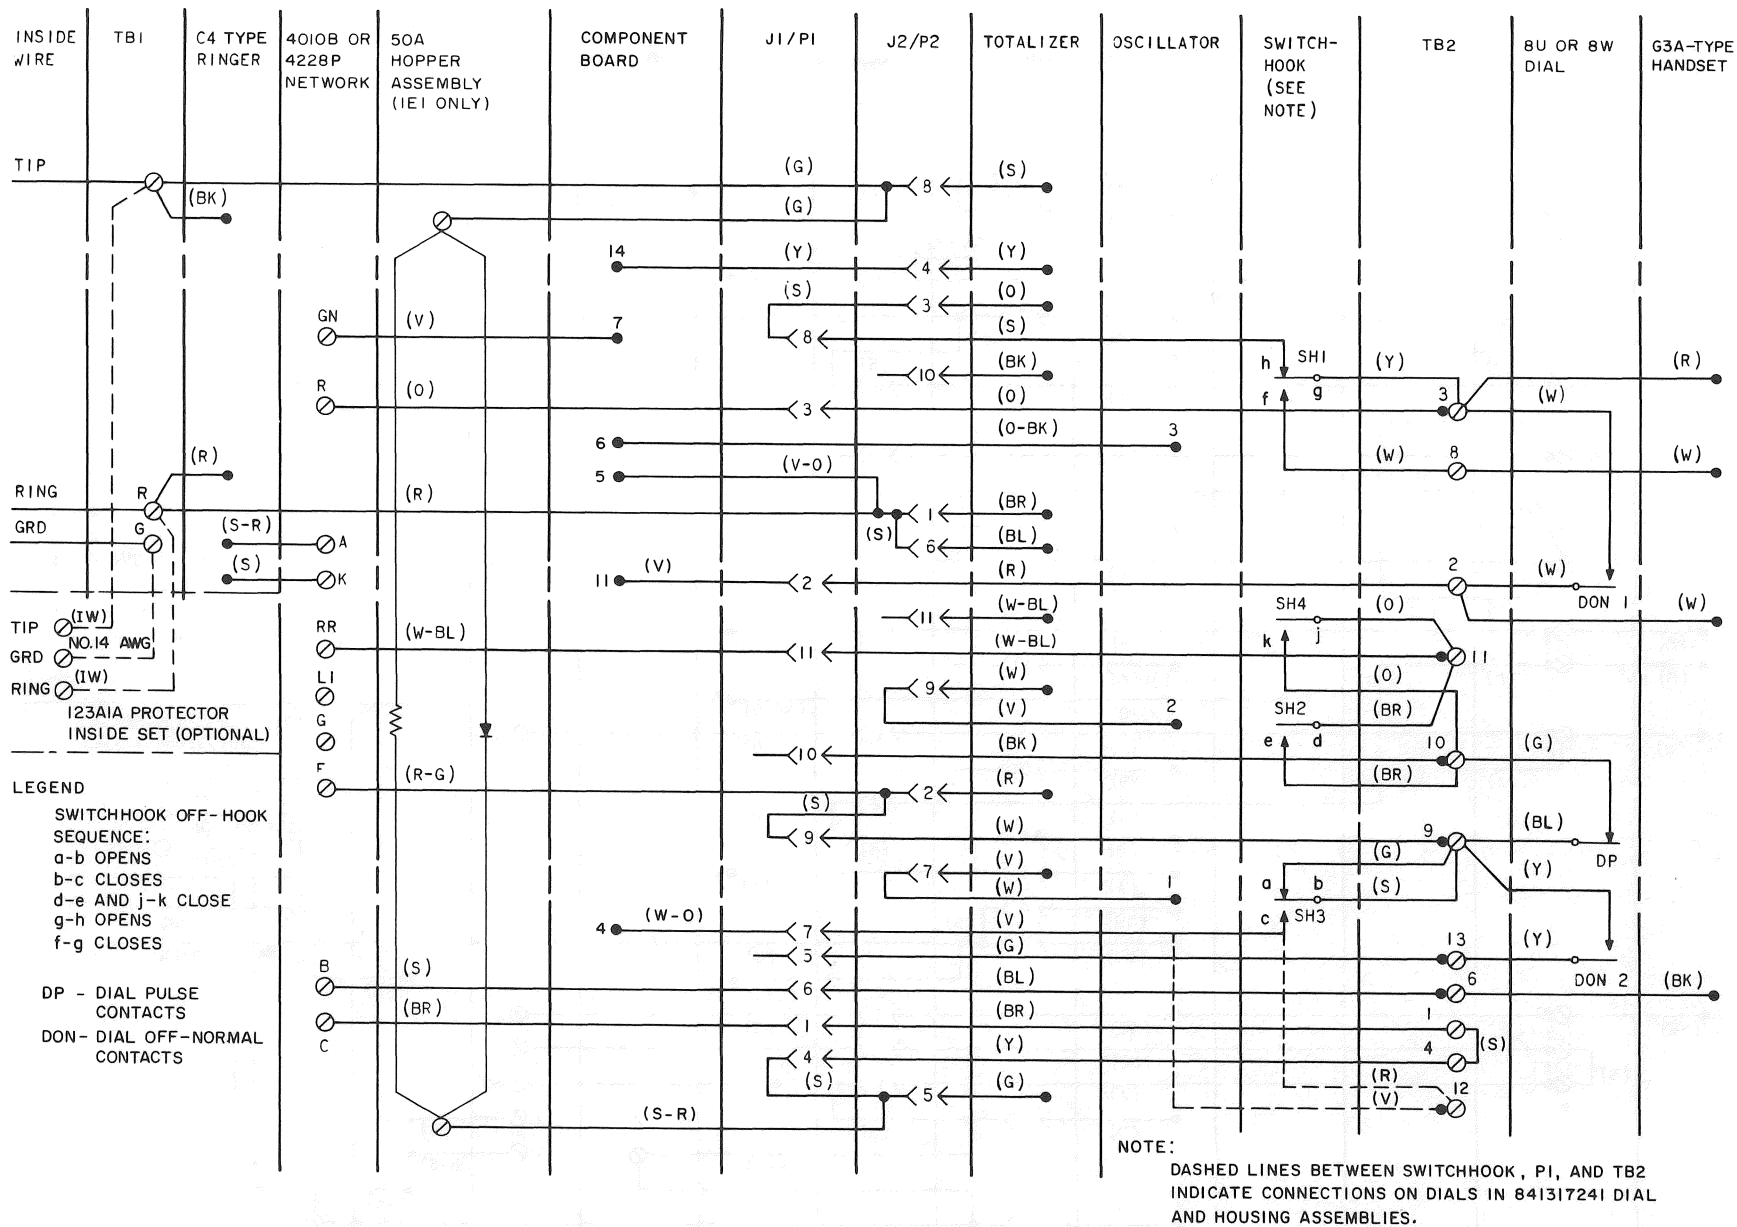 INSIDE WIRE
TB1
C4 TYPE RINGER
4010B OR 4228P NETWORK
50A HOPPER ASSEMBLY (1E1 ONLY)
COMPONENT BOARD
J1/P1
J2/P2
TOTALIZER
OSCILLATOR
SWITCH-HOOK (SEE NOTE)
TB2
8U OR 8W DIAL
G3A-TYPE HANDSET
TIP (G) 8 (S)
(BK)
(G)
14 (Y) 4 (Y)
(S) 3 (O)
GN (V) 7 8 (S)
h SH1 (Y) (R)
10 (BK)
g
R (O) 3 (O) f 3 (W)
6 (O-BK) 3
(R) 5 (V-O) (W) 8 (W)
RING R (R) 1 (BR)
GRD G (S-R) A (S) 6 (BL)
(S) K 11 (V) 2 (R) 2 (W)
DON 1
11 (W-BL) SH4 (O) (W)
TIP (IW) RR (W-BL) 11 (W-BL) k j 11
NO.14 AWG
GRD
RING (IW) L1 9 (W) (O)
(V) 2 SH2 (BR)
123A1A PROTECTOR
INSIDE SET (OPTIONAL)
G
10 (BK) e d 10 (G)
F (R-G) 2 (R) (BR)
LEGEND
SWITCHHOOK OFF-HOOK
SEQUENCE:
a-b OPENS
b-c CLOSES
d-e AND j-k CLOSE
g-h OPENS
f-g CLOSES
(S)
9 (W) 9 (BL)
DP
(G) (Y)
7 (V)
(W) 1 a b (S)
4 (W-O) 7 (V) c SH3
5 (G) 13 (Y)
DON 2
B (S) 6 (BL) 6 (BK)
DP - DIAL PULSE
CONTACTS
DON- DIAL OFF-NORMAL
CONTACTS
(BR) 1 (BR) 1
C
4 (Y) 4 (S)
(S) 5 (G) (R) 12
(V)
(S-R)
NOTE:
DASHED LINES BETWEEN SWITCHHOOK, P1, AND TB2
INDICATE CONNECTIONS ON DIALS IN 841317241 DIAL
AND HOUSING ASSEMBLIES.